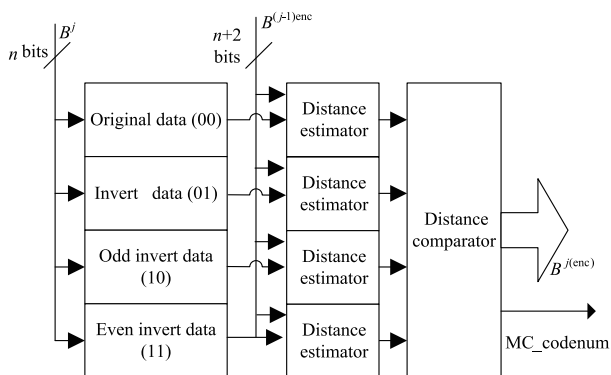 B^j
n bits
B^(j-1)enc
n+2
bits
Original data (00)
Invert data (01)
Odd invert data
(10)
Even invert data
(11)
Distance
estimator
Distance
estimator
Distance
estimator
Distance
estimator
Distance
comparator
B^j(enc)
MC_codenum